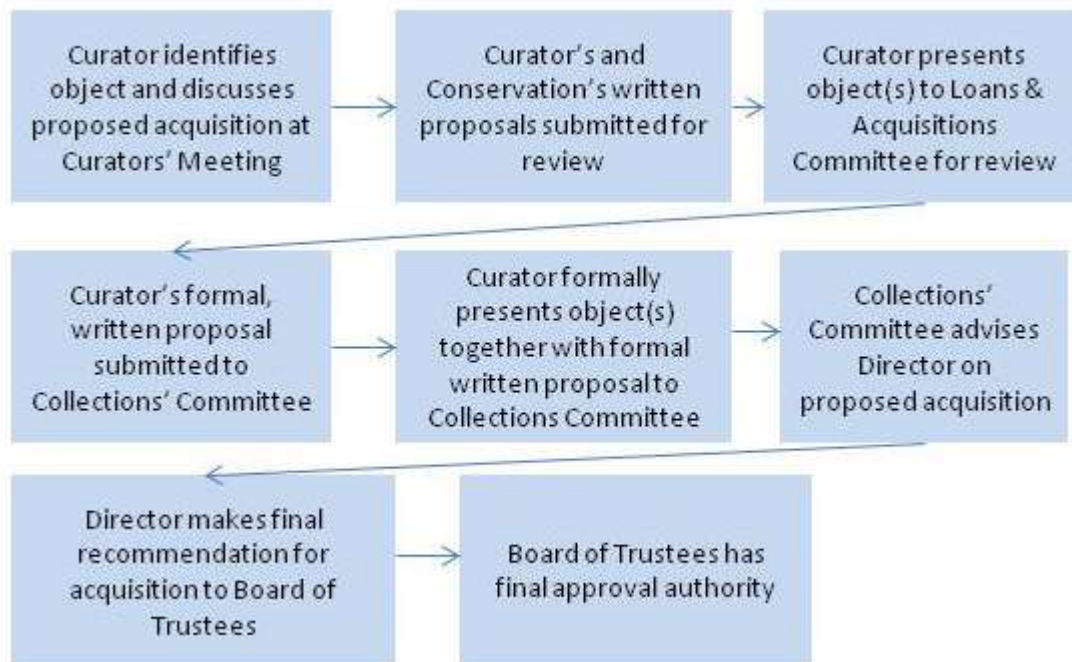 Curator identifies
object and discusses
proposed acquisition at
Curators’ Meeting
Curator’s and
Conservation’s written
proposals submitted for
review
Curator presents
object(s) to Loans &
Acquisitions
Committee for review
Curator’s formal,
written proposal
submitted to
Collections’ Committee
Curator formally
presents object(s)
together with formal
written proposal to
Collections Committee
Collections’
Committee advises
Director on
proposed acquisition
Director makes final
recommendation for
acquisition to Board of
Trustees
Board of Trustees has
final approval authority